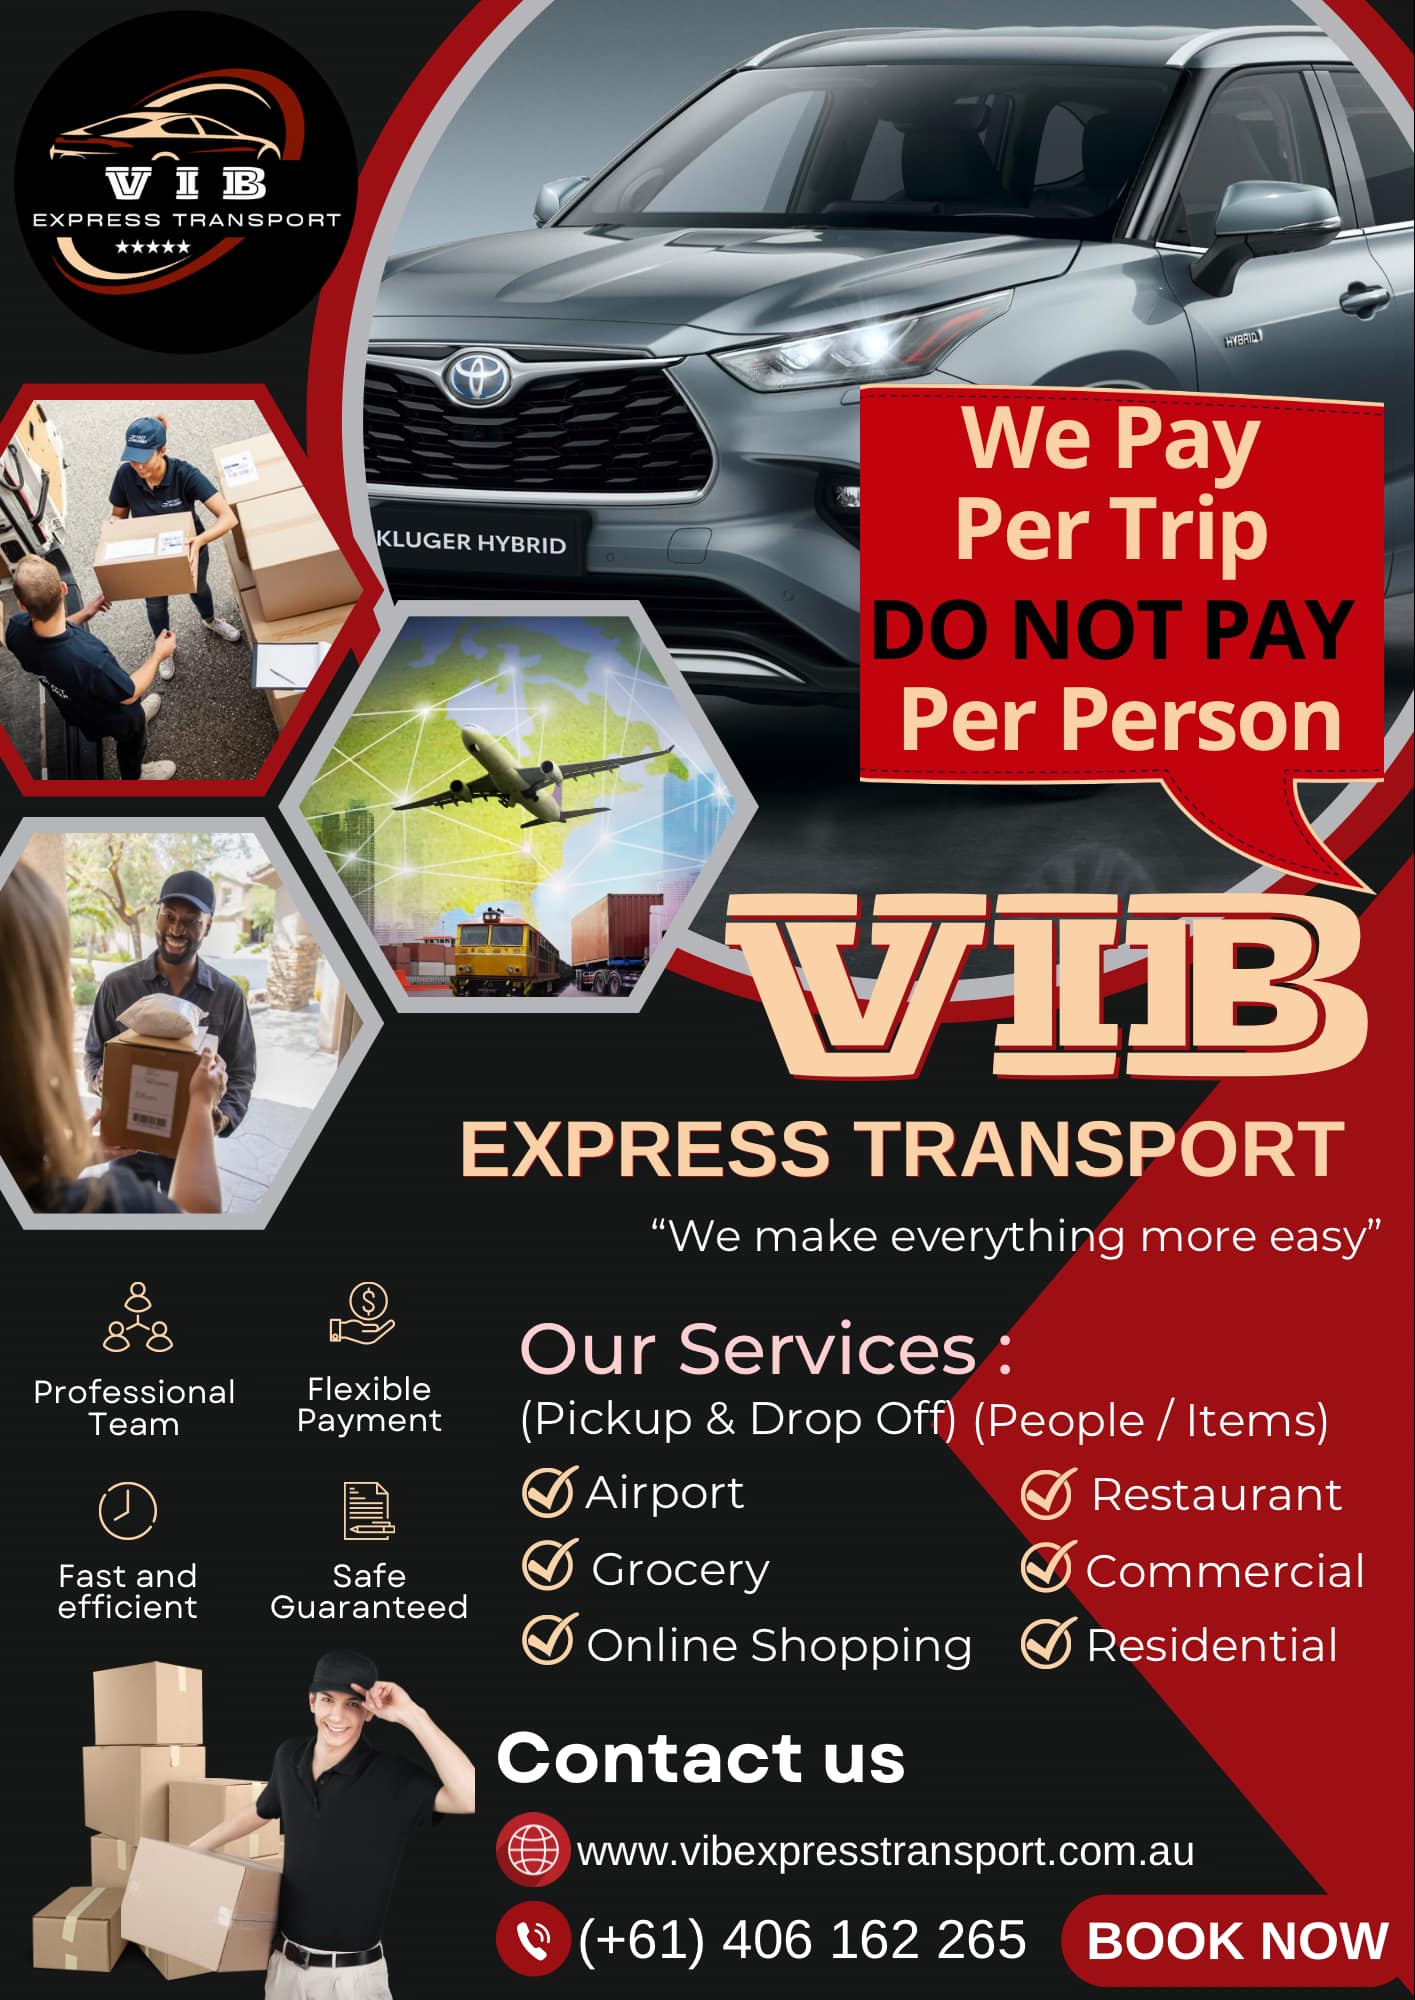 V I B
EXPRESS TRANSPORT
HYBRID
KLUGER HYBRID
We Pay
Per Trip
DO NOT PAY
Per Person
VIB
EXPRESS TRANSPORT
“We make everything more easy”
Professional
Team
Flexible
Payment
Fast and
efficient
Safe
Guaranteed
Our Services :
(Pickup & Drop Off) (People / Items)
Airport
Restaurant
Grocery
Commercial
Online Shopping
Residential
Contact us
www.vibexpresstransport.com.au
(+61) 406 162 265
BOOK NOW